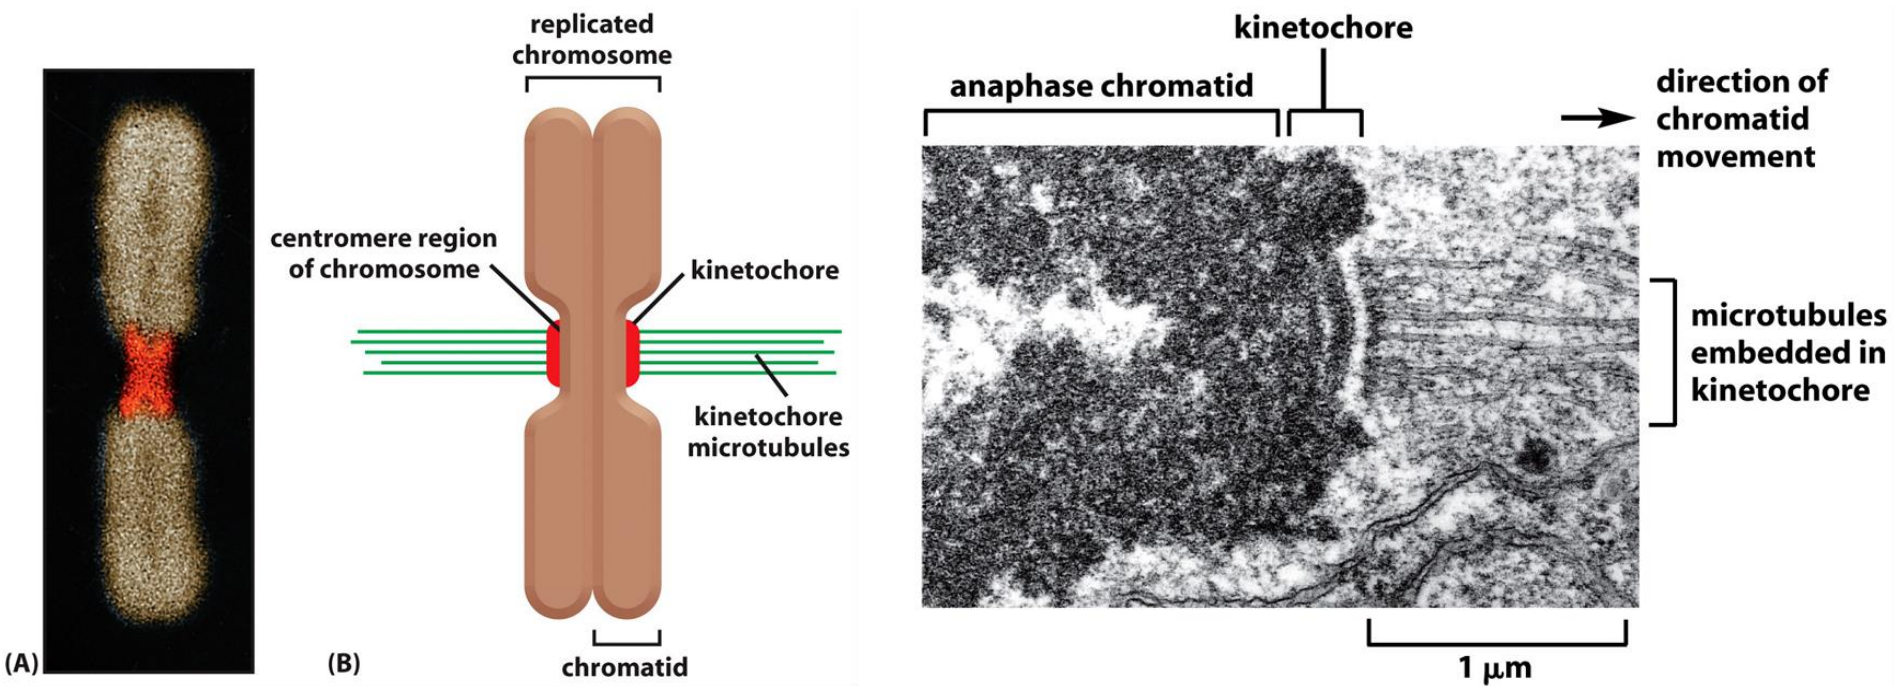 (A)
(B)
replicated
chromosome
centromere region
of chromosome
kinetochore
kinetochore
microtubules
chromatid
kinetochore
anaphase chromatid
direction of
chromatid
movement
microtubules
embedded in
kinetochore
1 μm